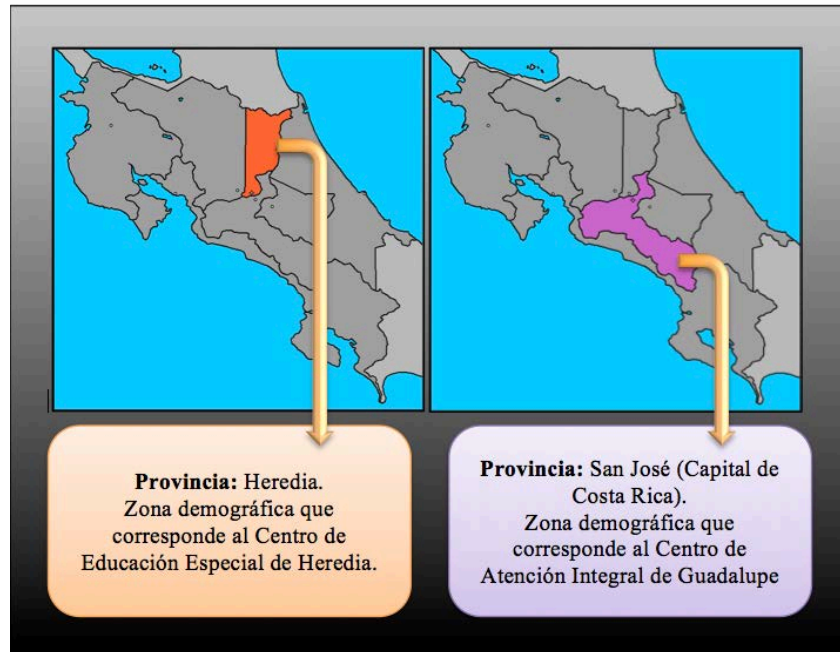 Provincia: Heredia.
Zona demográfica que
corresponde al Centro de
Educación Especial de Heredia.
Provincia: San José (Capital de
Costa Rica).
Zona demográfica que
corresponde al Centro de
Atención Integral de Guadalupe